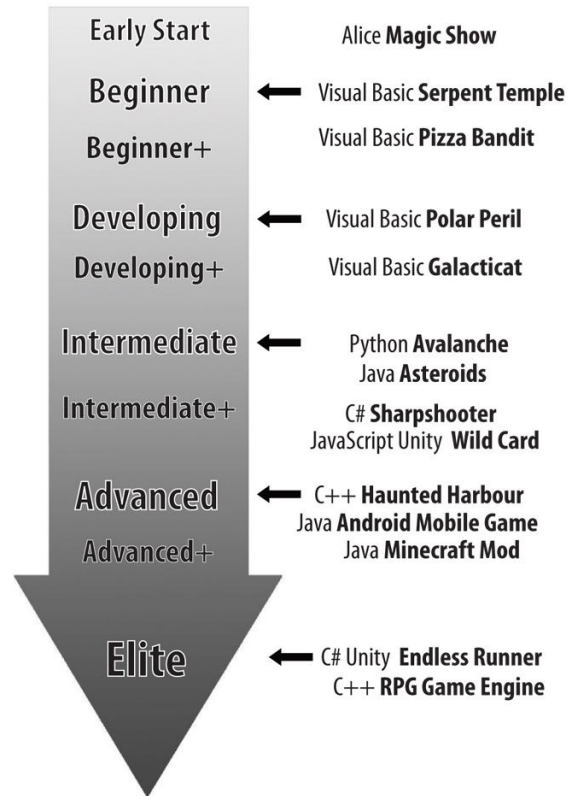 Early Start
Alice Magic Show
Beginner
Visual Basic Serpent Temple
Beginner+
Visual Basic Pizza Bandit
Developing
Visual Basic Polar Peril
Developing+
Visual Basic Galacticat
Intermediate
Python Avalanche
Java Asteroids
Intermediate+
C# Sharpshooter
JavaScript Unity Wild Card
Advanced
C++ Haunted Harbour
Java Android Mobile Game
Advanced+
Java Minecraft Mod
Elite
C# Unity Endless Runner
C++ RPG Game Engine